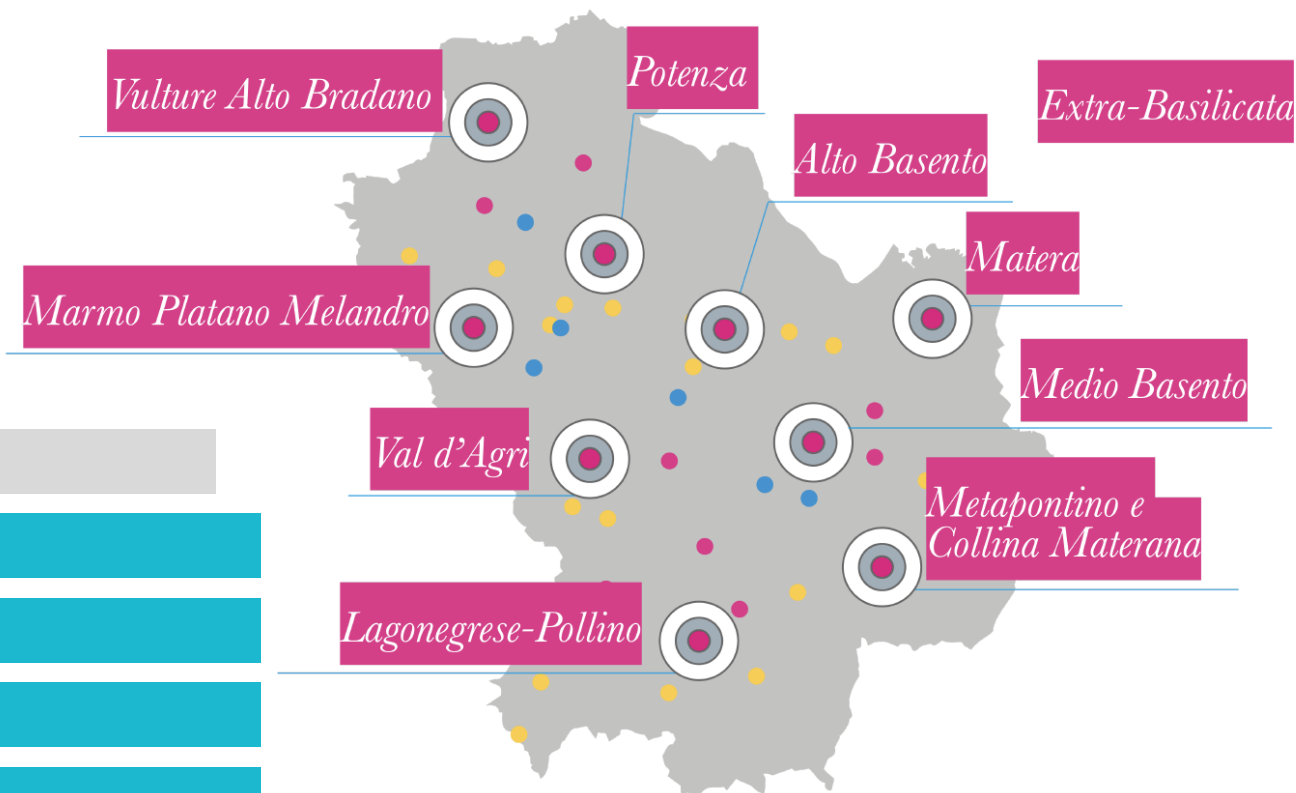 Potenza
Vulture Alto Bradano
Extra-Basilicata
Alto Basento
Matera
Marmo Platano Melandro
Medio Basento
Val d’Agri
Metapontino e
Collina Materana
Lagonegrese-Pollino